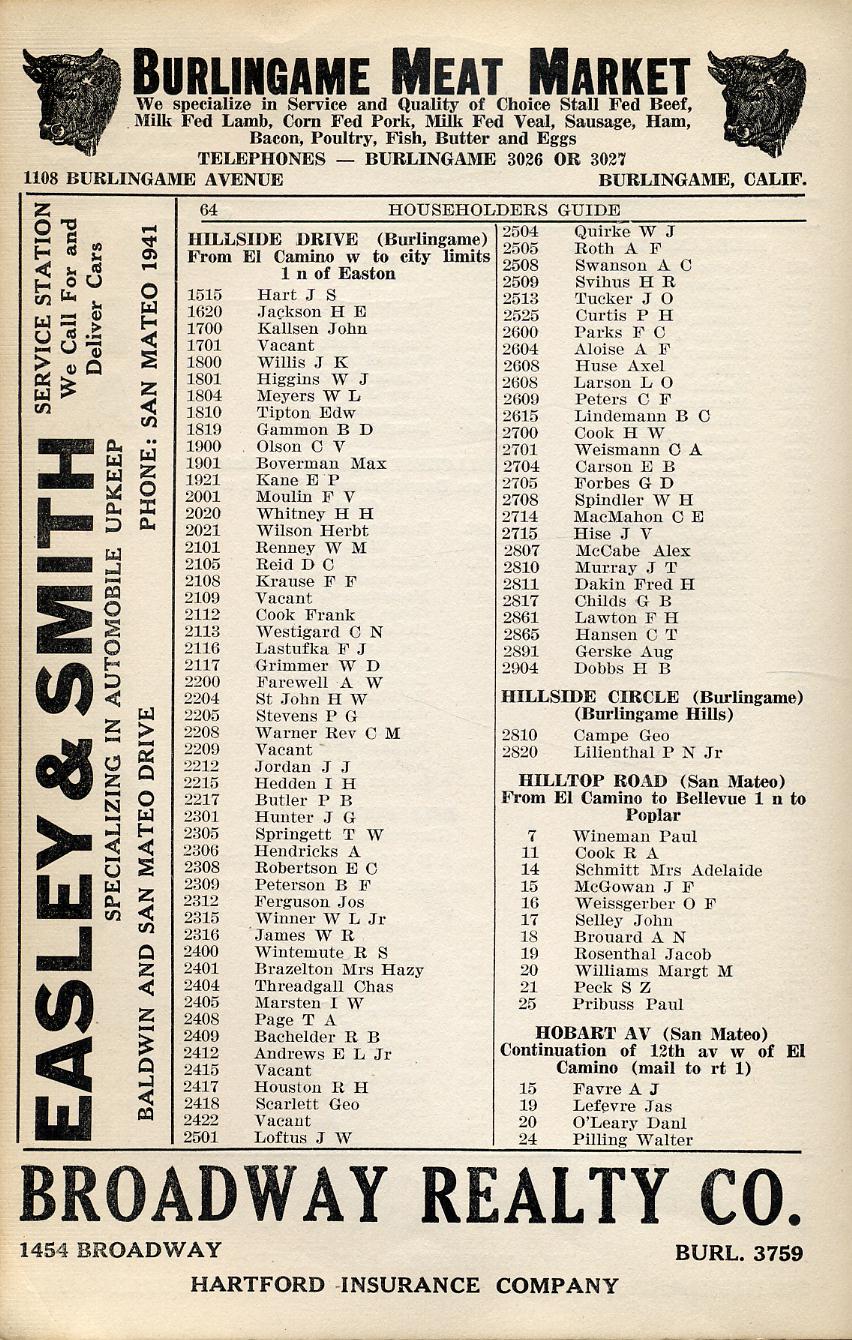 BURLINGAME MEAT MARKET
We specialize in Service and Quality of Choice Stall Fed Beef,
Milk Fed Lamb, Corn Fed Pork, Milk Fed Veal, Sausage, Ham,
Bacon, Poultry, Fish, Butter and Eggs
TELEPHONES — BURLINGAME 3026 OR 3027
1108 BURLINGAME AVENUE BURLINGAME, CALIF.
EASLEY & SMITH
SERVICE STATION
We Call For and
Deliver Cars
SPECIALIZING IN AUTOMOBILE UPKEEP
BALDWIN AND SAN MATEO DRIVE PHONE: SAN MATEO 1941
64 HOUSEHOLDERS GUIDE
HILLSIDE DRIVE (Burlingame)
From El Camino w to city limits
1 n of Easton
1515 Hart J S
1620 Jackson H E
1700 Kallsen John
1701 Vacant
1800 Willis J K
1801 Higgins W J
1804 Meyers W L
1810 Tipton Edw
1819 Gammon B D
1900 Olson C V
1901 Boverman Max
1921 Kane E P
2001 Moulin F V
2020 Whitney H H
2021 Wilson Herbt
2101 Renney W M
2105 Reid D C
2108 Krause F F
2109 Vacant
2112 Cook Frank
2113 Westigard C N
2116 Lastufka F J
2117 Grimmer W D
2200 Farewell A W
2204 St John H W
2205 Stevens P G
2208 Warner Rev C M
2209 Vacant
2212 Jordan J J
2215 Hedden I H
2217 Butler P B
2301 Hunter J G
2305 Springett T W
2306 Hendricks A
2308 Robertson E C
2309 Peterson B F
2312 Ferguson Jos
2315 Winner W L Jr
2316 James W R
2400 Wintemute R S
2401 Brazelton Mrs Hazy
2404 Threadgall Chas
2405 Marsten I W
2408 Page T A
2409 Bachelder R B
2412 Andrews E L Jr
2415 Vacant
2417 Houston R H
2418 Scarlett Geo
2422 Vacant
2501 Loftus J W
2504 Quirke W J
2505 Roth A F
2508 Swanson A C
2509 Svihus H R
2513 Tucker J O
2525 Curtis P H
2600 Parks F C
2604 Aloise A F
2608 Huse Axel
2608 Larson L O
2609 Peters C F
2615 Lindemann B C
2700 Cook H W
2701 Weismann C A
2704 Carson E B
2705 Forbes G D
2708 Spindler W H
2714 MacMahon C E
2715 Hise J V
2807 McCabe Alex
2810 Murray J T
2811 Dakin Fred H
2817 Childs G B
2861 Lawton F H
2865 Hansen C T
2891 Gerske Aug
2904 Dobbs H B
HILLSIDE CIRCLE (Burlingame)
(Burlingame Hills)
2810 Campe Geo
2820 Lilienthal P N Jr
HILLTOP ROAD (San Mateo)
From El Camino to Bellevue 1 n to
Poplar
7 Wineman Paul
11 Cook R A
14 Schmitt Mrs Adelaide
15 McGowan J F
16 Weissgerber O F
17 Selley John
18 Brouard A N
19 Rosenthal Jacob
20 Williams Margt M
21 Peck S Z
25 Pribuss Paul
HOBART AV (San Mateo)
Continuation of 12th av w of El
Camino (mail to rt 1)
15 Favre A J
19 Lefevre Jas
20 O'Leary Danl
24 Pilling Walter
BROADWAY REALTY CO.
1454 BROADWAY BURL. 3759
HARTFORD INSURANCE COMPANY